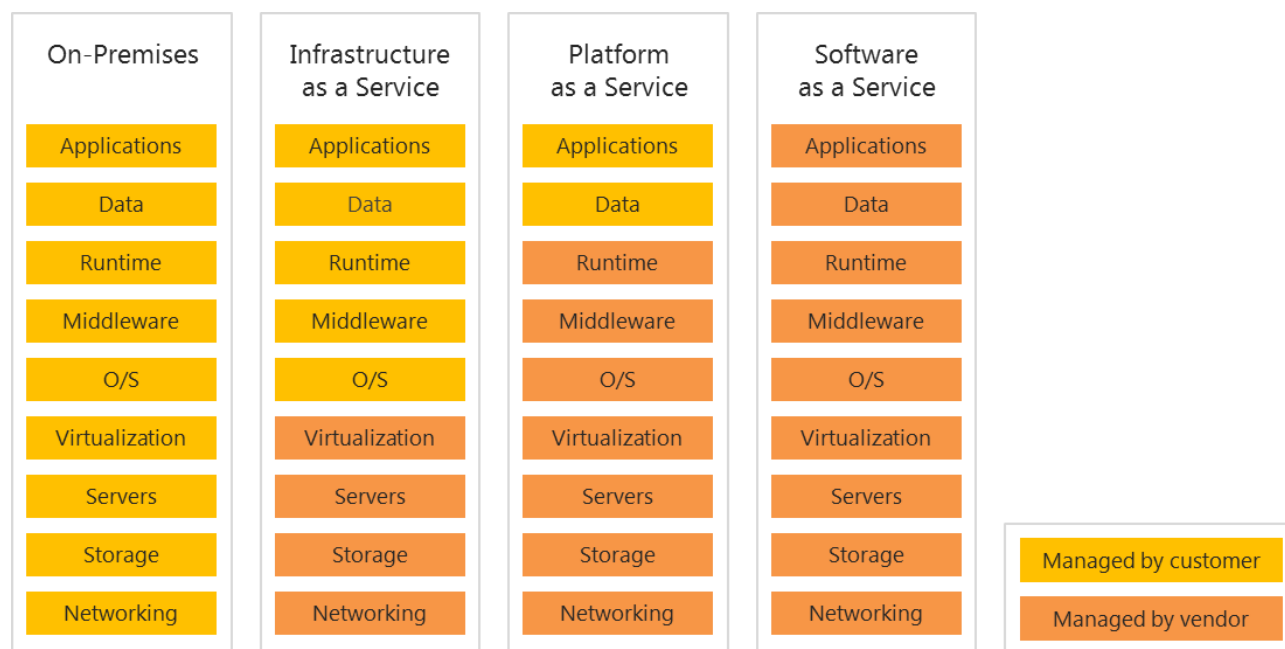 On-Premises
Applications
Data
Runtime
Middleware
O/S
Virtualization
Servers
Storage
Networking
Infrastructure
as a Service
Applications
Data
Runtime
Middleware
O/S
Virtualization
Servers
Storage
Networking
Platform
as a Service
Applications
Data
Runtime
Middleware
O/S
Virtualization
Servers
Storage
Networking
Software
as a Service
Applications
Data
Runtime
Middleware
O/S
Virtualization
Servers
Storage
Networking
Managed by customer
Managed by vendor